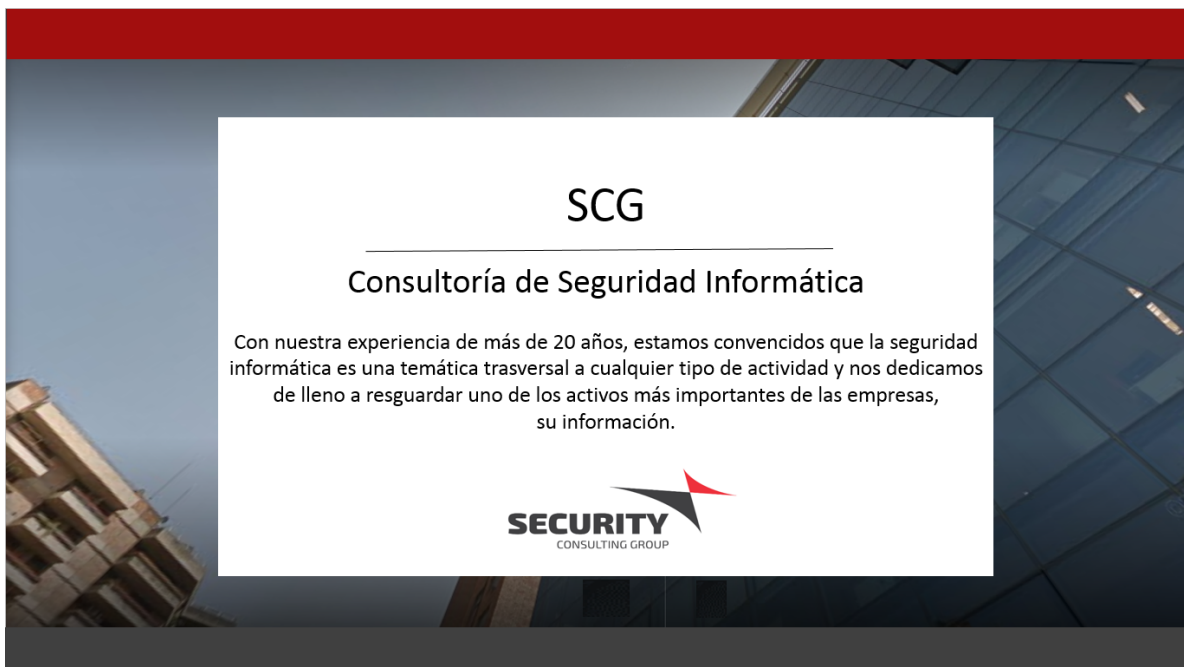 SCG
Consultoría de Seguridad Informática
Con nuestra experiencia de más de 20 años, estamos convencidos que la seguridad
informática es una temática trasversal a cualquier tipo de actividad y nos dedicamos
de lleno a resguardar uno de los activos más importantes de las empresas,
su información.
SECURITY
CONSULTING GROUP